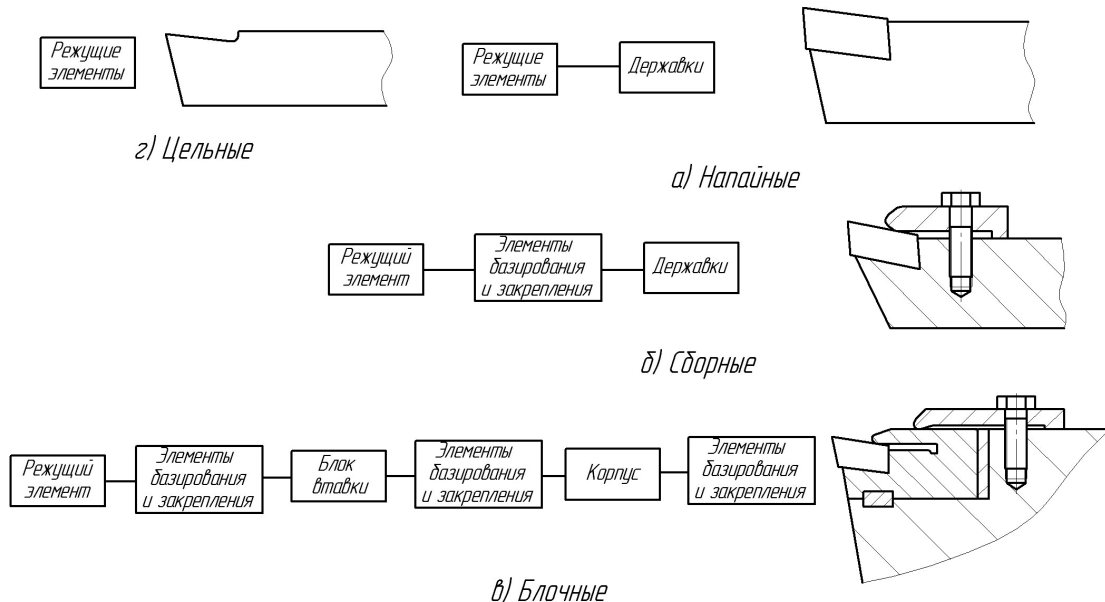 Режущие
элементы
г) Цельные
Режущие
элементы
Державки
а) Напайные
Режущий
элемент
Элементы
базирования
и закрепления
Державки
б) Сборные
Режущий
элемент
Элементы
базирования
и закрепления
Блок
втавки
Элементы
базирования
и закрепления
Корпус
Элементы
базирования
и закрепления
в) Блочные